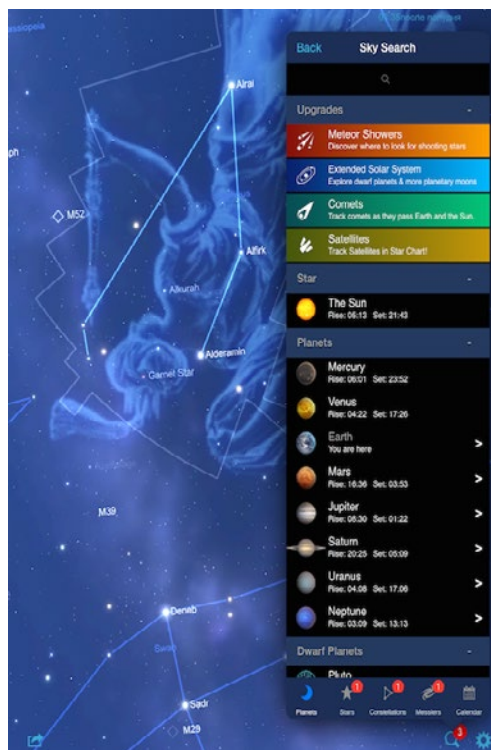 assiopeia
Back
Sky Search
Alrai
Upgrades
-
Meteor Showers
Discover where to look for shooting stars
Extended Solar System
Explore dwarf planets & more planetary moons
Comets
Track comets as they pass Earth and the Sun.
Satellites
Track Satellites in Star Chart!
ph
M52
Alfirk
Alkurah
Alderamin
Garnet Star
M39
Deneb
Sadr
M29
Star
-
The Sun
Rise: 05:13 Set: 21:43
Planets
-
Mercury
Rise: 06:01 Set: 23:52
Venus
Rise: 04:22 Set: 17:26
Earth
You are here
>
Mars
Rise: 16:36 Set: 03:53
>
Jupiter
Rise: 08:30 Set: 01:22
>
Saturn
Rise: 20:25 Set: 05:09
>
Uranus
Rise: 04:08 Set: 17:06
>
Neptune
Rise: 03:09 Set: 13:13
>
Dwarf Planets
-
Pluto
1
1
1
Planets
Stars
Constellations
Messiers
Calendar
3